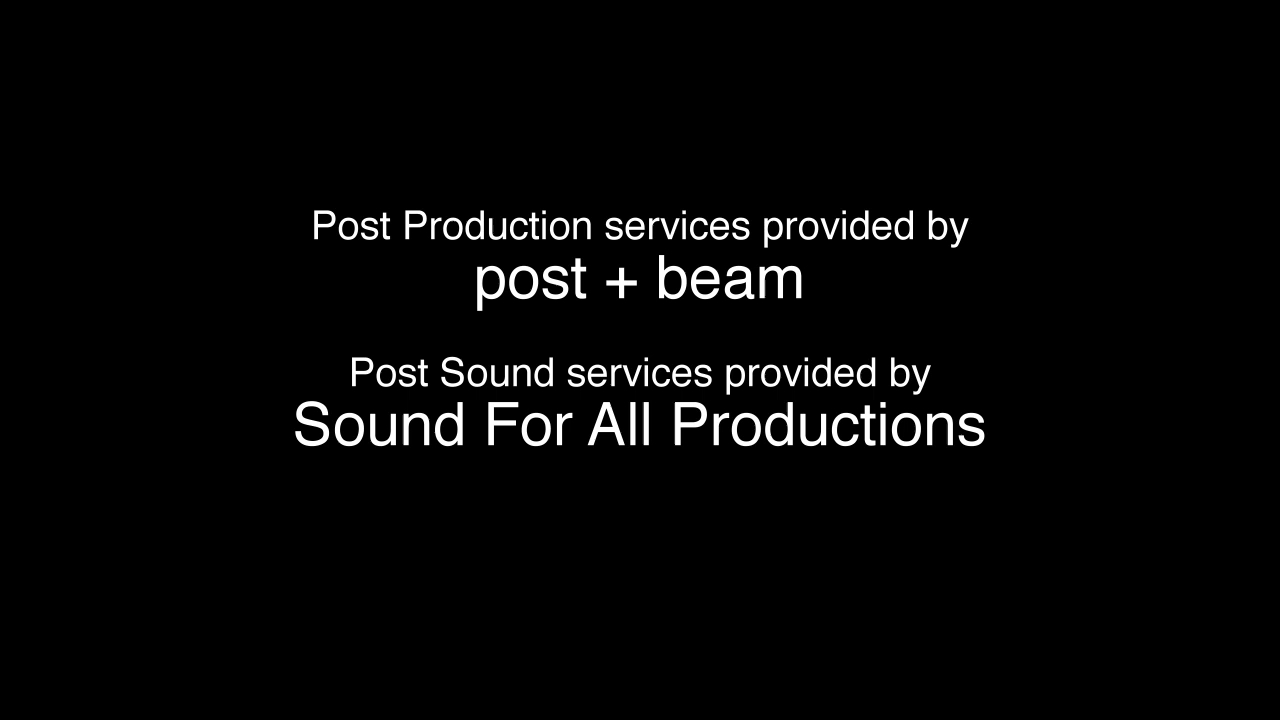 Post Production services provided by
post + beam
Post Sound services provided by
Sound For All Productions